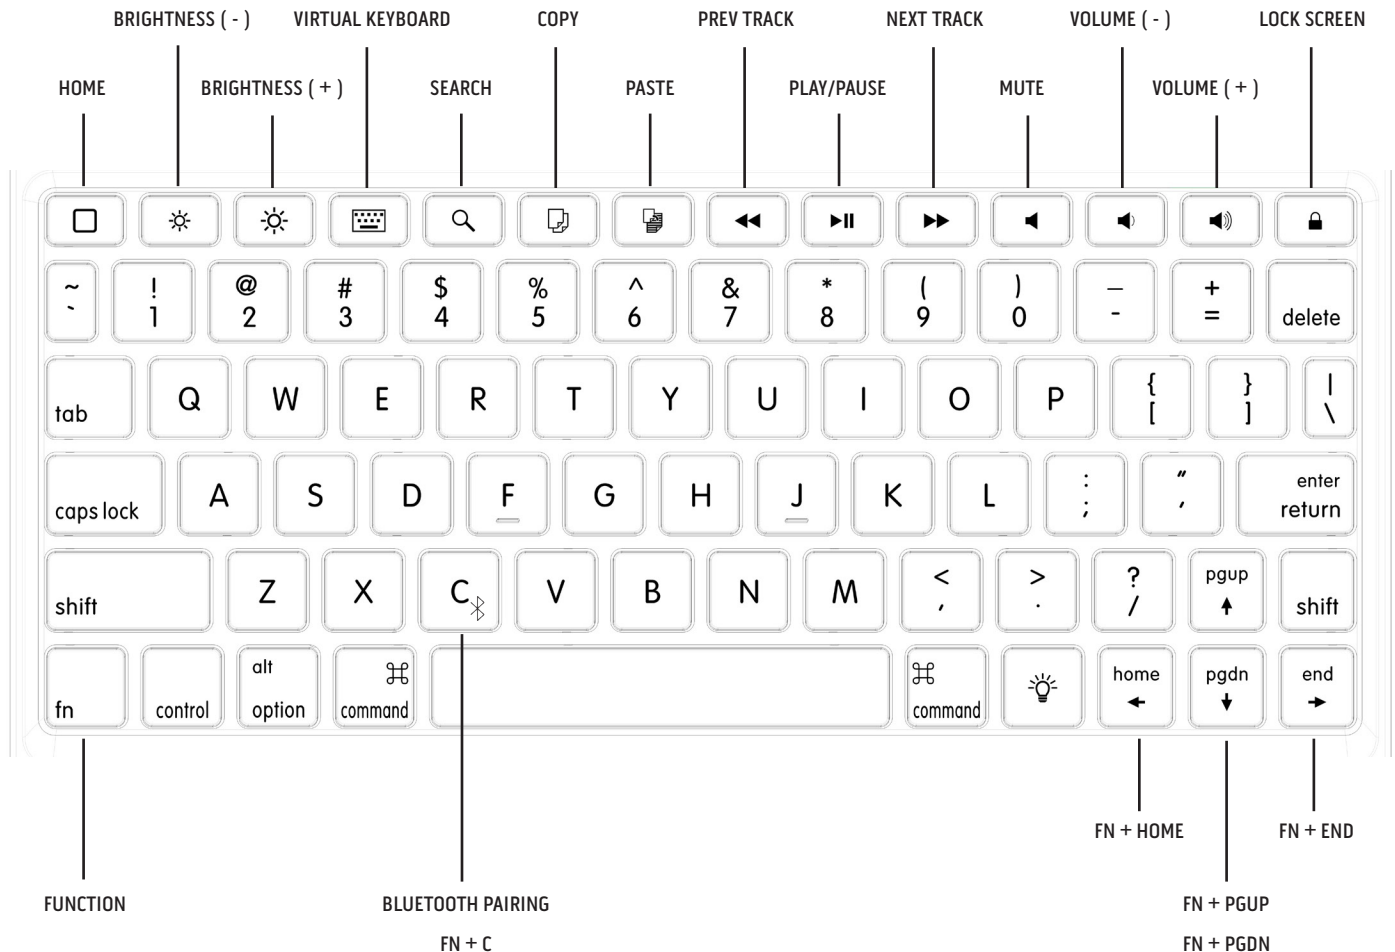 BRIGHTNESS ( - ) VIRTUAL KEYBOARD COPY PREV TRACK NEXT TRACK VOLUME ( - ) LOCK SCREEN
HOME BRIGHTNESS ( + ) SEARCH PASTE PLAY/PAUSE MUTE VOLUME ( + )
~ ! @ # $ % ^ & * ( ) — +
` 1 2 3 4 5 6 7 8 9 0 - = delete
tab Q W E R T Y U I O P { } |
[ ] \
caps lock A S D F G H J K L : " enter
; ' return
shift Z X C V B N M < > ? pgup shift
, . /
alt ⌘ ⌘ home pgdn end
fn control option command command
FN + HOME FN + END
FUNCTION BLUETOOTH PAIRING FN + PGUP
FN + C FN + PGDN